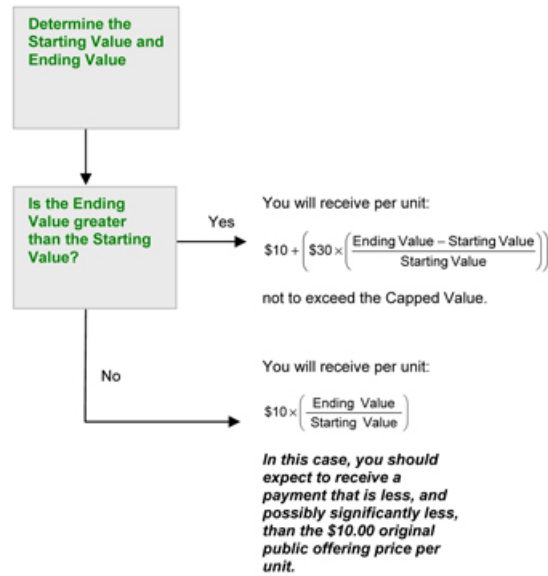 Determine the
Starting Value and
Ending Value
Is the Ending
Value greater
than the Starting
Value?
Yes
You will receive per unit:
$10 + ($30 × ((Ending Value – Starting Value) / Starting Value))
not to exceed the Capped Value.
No
You will receive per unit:
$10 × (Ending Value / Starting Value)
In this case, you should
expect to receive a
payment that is less, and
possibly significantly less,
than the $10.00 original
public offering price per
unit.